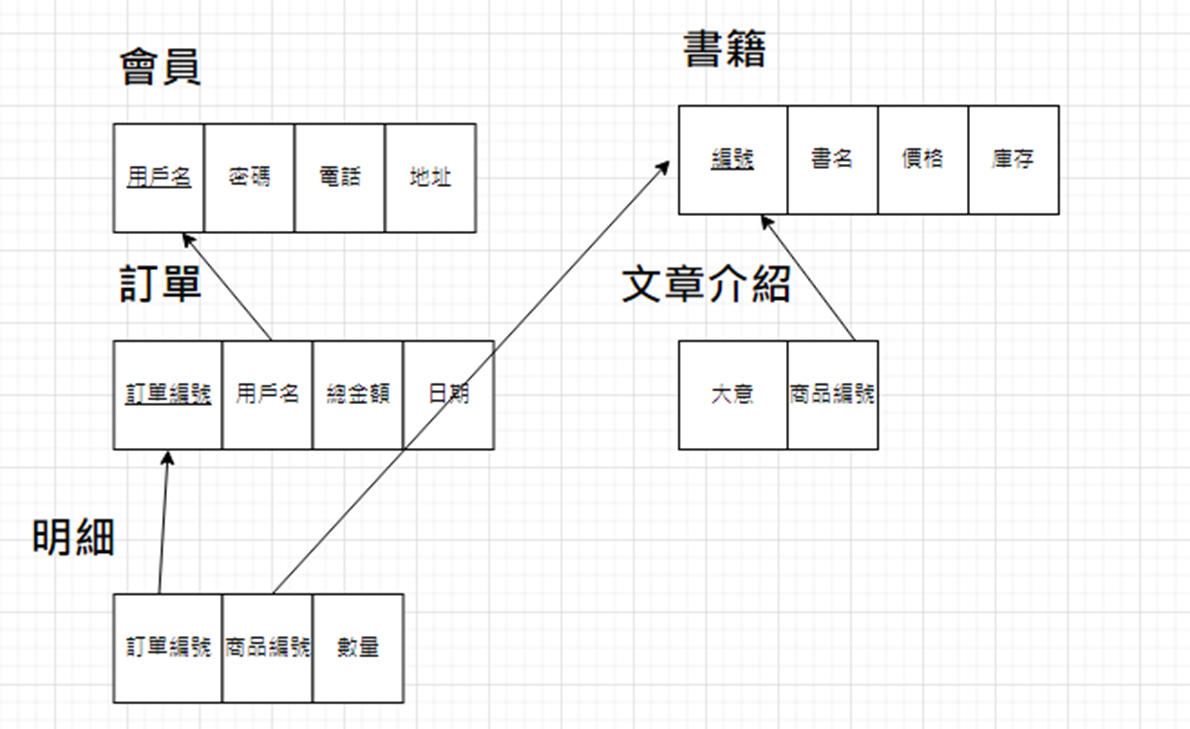 會員
用戶名 密碼 電話 地址
訂單
訂單編號 用戶名 總金額 日期
明細
訂單編號 商品編號 數量
書籍
編號 書名 價格 庫存
文章介紹
大意 商品編號